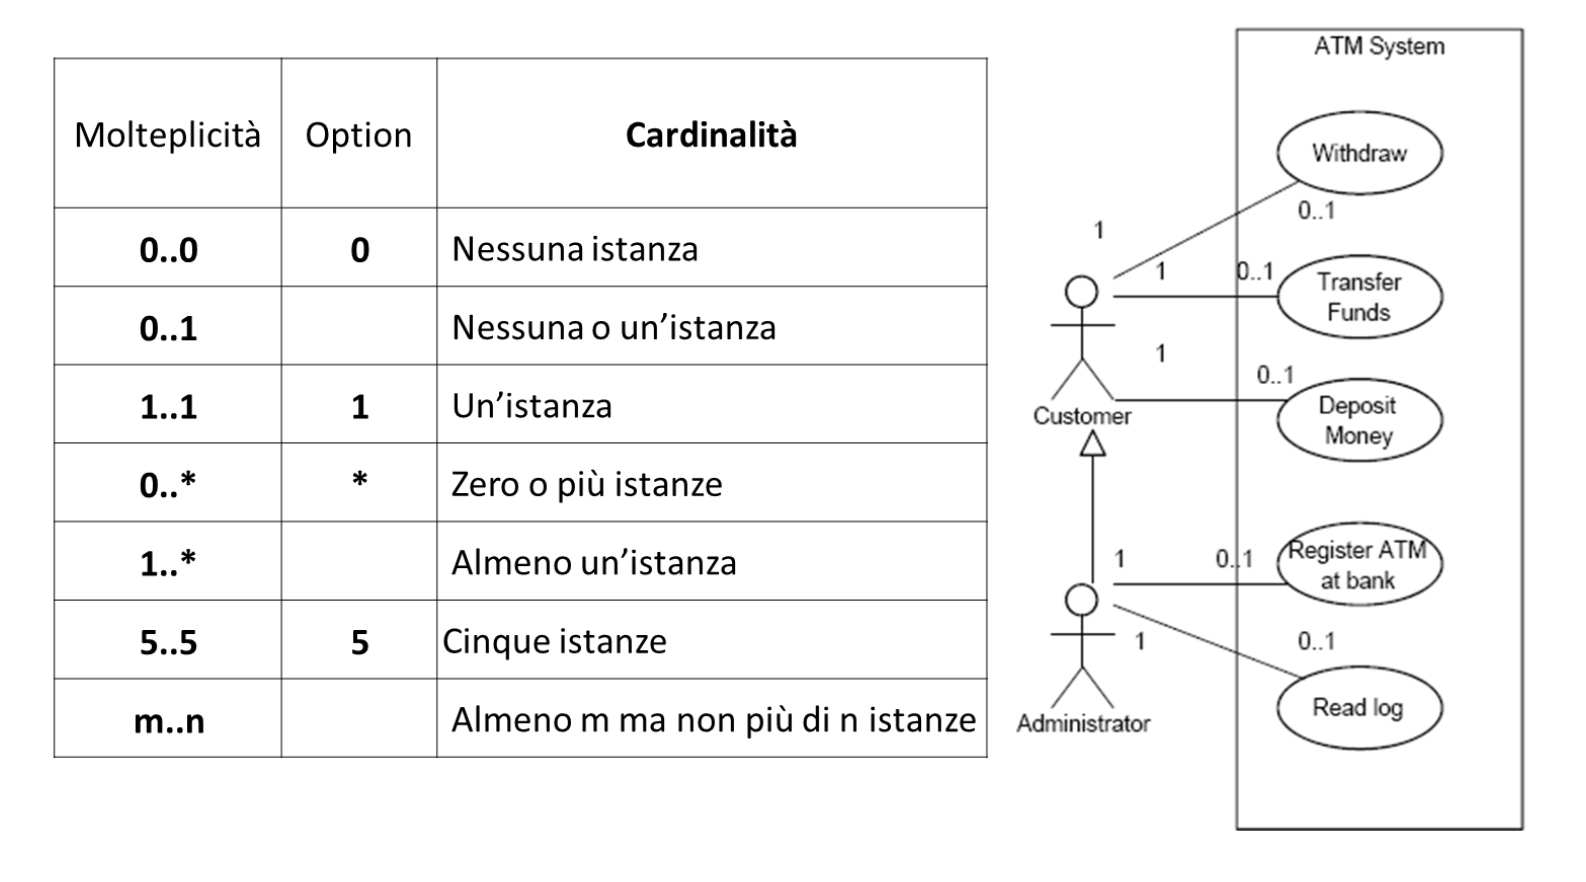 Molteplicità Option Cardinalità
0..0 0 Nessuna istanza
0..1 Nessuna o un’istanza
1..1 1 Un’istanza
0..* * Zero o più istanze
1..* Almeno un’istanza
5..5 5 Cinque istanze
m..n Almeno m ma non più di n istanze
ATM System
Withdraw
1 0..1
1 0..1
Transfer
Funds
1 0..1
Deposit
Money
Customer
1 0..1
Register ATM
at bank
1 0..1
Read log
Administrator